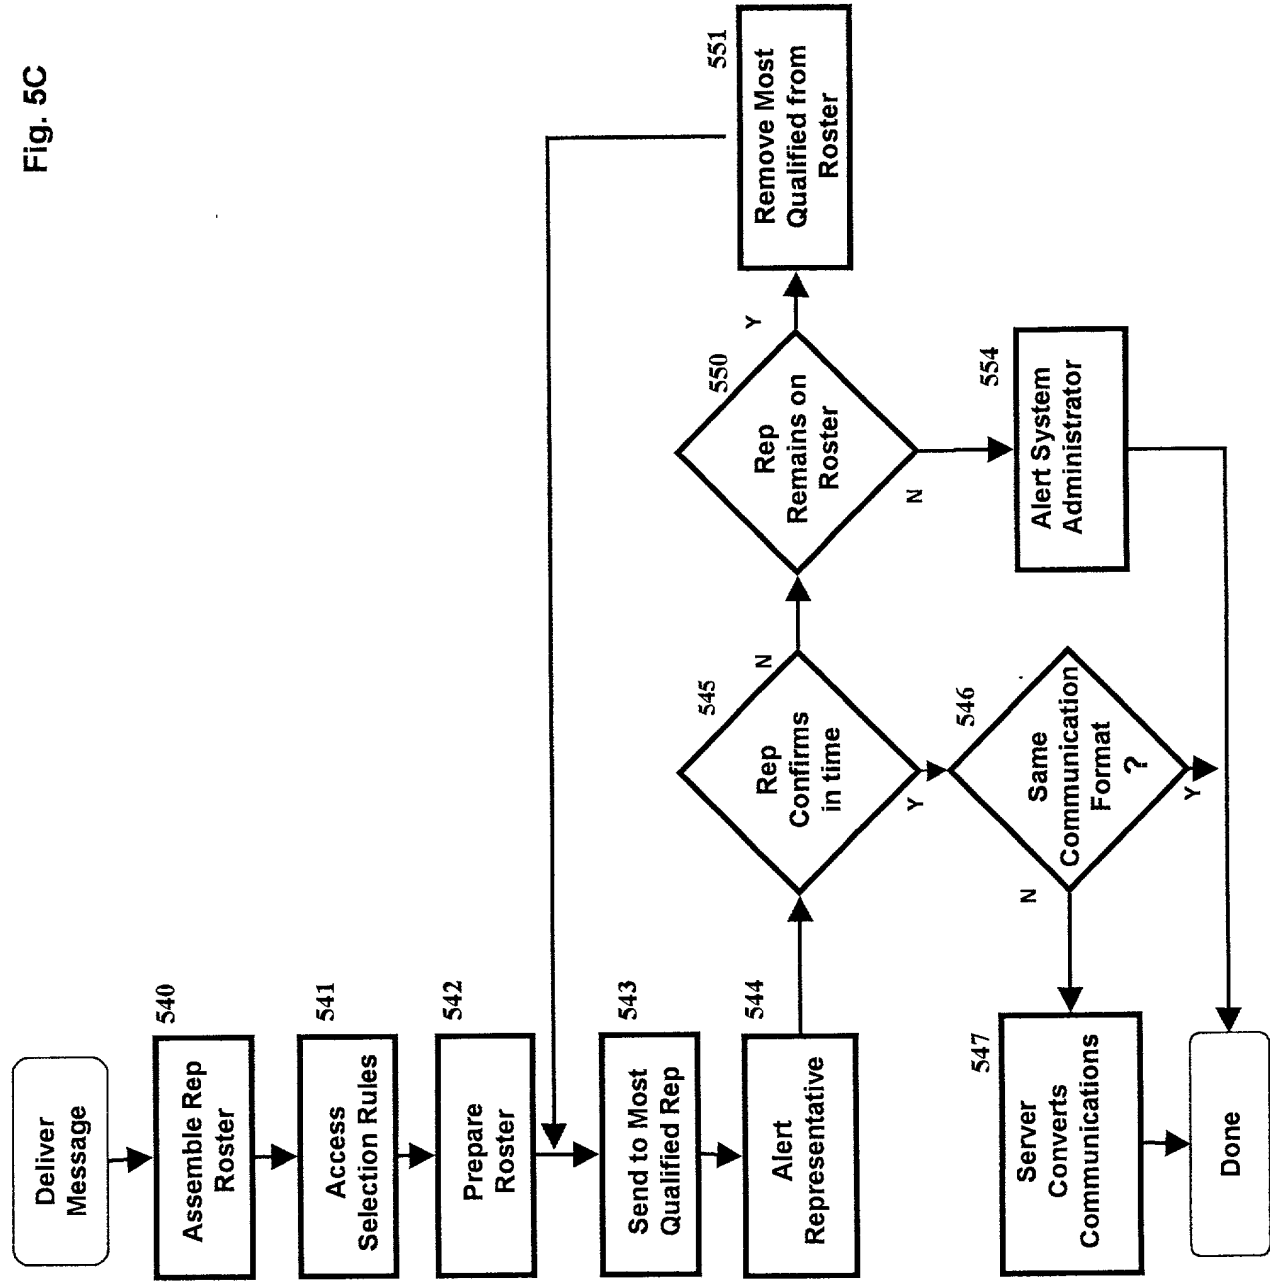 Fig. 5C
Deliver
Message
540
Assemble Rep
Roster
541
Access
Selection Rules
542
Prepare
Roster
543
Send to Most
Qualified Rep
544
Alert
Representative
545
Rep
Confirms
in time
N
Y
550
Rep
Remains on
Roster
Y
N
551
Remove Most
Qualified from
Roster
554
Alert System
Administrator
546
Same
Communication
Format
?
N
Y
547
Server
Converts
Communications
Done